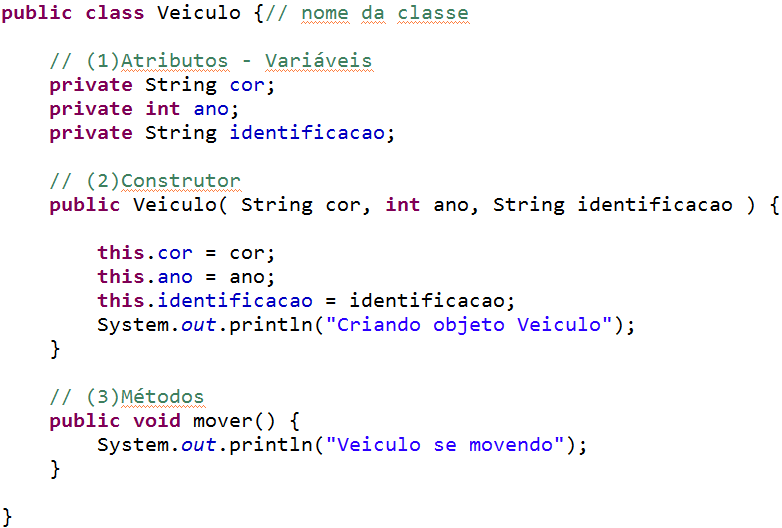 public class Veiculo {// nome da classe
// (1)Atributos - Variáveis
private String cor;
private int ano;
private String identificacao;
// (2)Construtor
public Veiculo( String cor, int ano, String identificacao ) {
this.cor = cor;
this.ano = ano;
this.identificacao = identificacao;
System.out.println("Criando objeto Veiculo");
}
// (3)Métodos
public void mover() {
System.out.println("Veiculo se movendo");
}
}